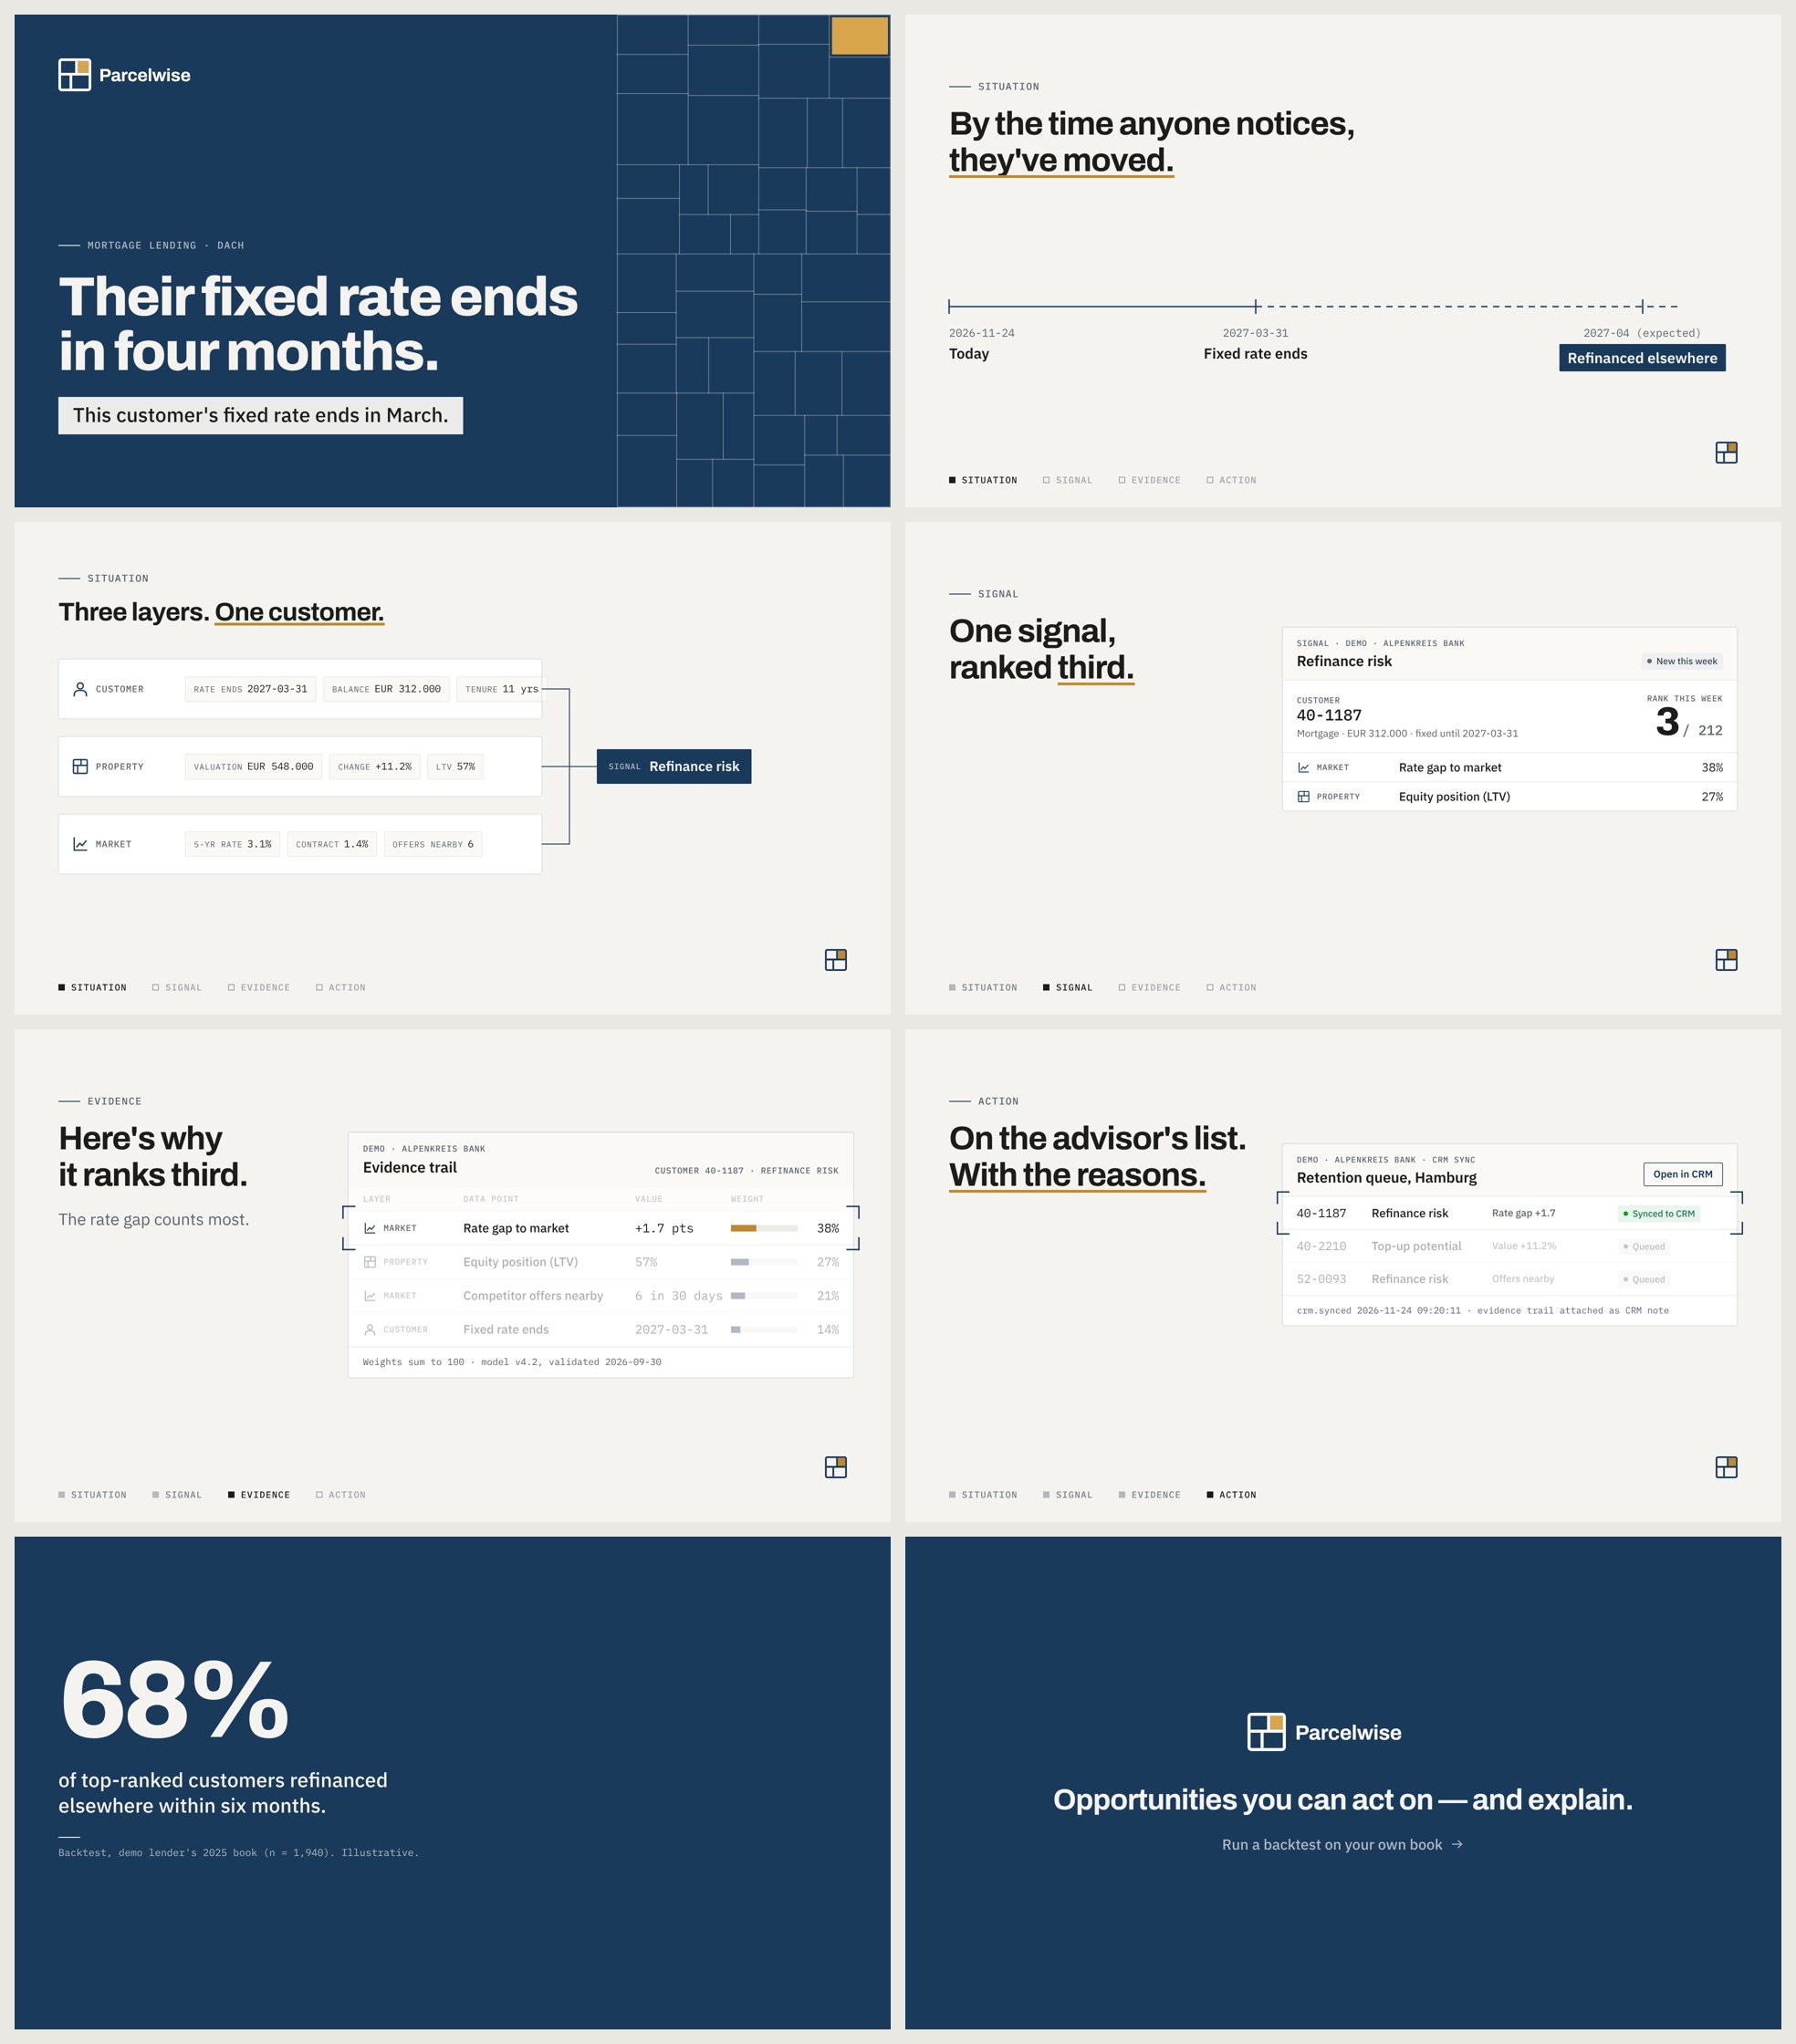 Parcelwise
MORTGAGE LENDING · DACH
Their fixed rate ends
in four months.
This customer's fixed rate ends in March.
SITUATION
By the time anyone notices,
they've moved.
2026-11-24
Today
2027-03-31
Fixed rate ends
2027-04 (expected)
Refinanced elsewhere
SITUATION SIGNAL EVIDENCE ACTION
SITUATION
Three layers. One customer.
CUSTOMER RATE ENDS 2027-03-31 BALANCE EUR 312.000 TENURE 11 yrs
PROPERTY VALUATION EUR 548.000 CHANGE +11.2% LTV 57%
SIGNAL Refinance risk
MARKET 5-YR RATE 3.1% CONTRACT 1.4% OFFERS NEARBY 6
SITUATION SIGNAL EVIDENCE ACTION
SIGNAL
One signal,
ranked third.
SIGNAL · DEMO · ALPENKREIS BANK
Refinance risk
New this week
CUSTOMER
40-1187
Mortgage · EUR 312.000 · fixed until 2027-03-31
RANK THIS WEEK
3 / 212
MARKET Rate gap to market 38%
PROPERTY Equity position (LTV) 27%
SITUATION SIGNAL EVIDENCE ACTION
EVIDENCE
Here's why
it ranks third.
The rate gap counts most.
DEMO · ALPENKREIS BANK
Evidence trail
CUSTOMER 40-1187 · REFINANCE RISK
LAYER DATA POINT VALUE WEIGHT
MARKET Rate gap to market +1.7 pts 38%
PROPERTY Equity position (LTV) 57% 27%
MARKET Competitor offers nearby 6 in 30 days 21%
CUSTOMER Fixed rate ends 2027-03-31 14%
Weights sum to 100 · model v4.2, validated 2026-09-30
SITUATION SIGNAL EVIDENCE ACTION
ACTION
On the advisor's list.
With the reasons.
DEMO · ALPENKREIS BANK · CRM SYNC
Retention queue, Hamburg
Open in CRM
40-1187 Refinance risk Rate gap +1.7 Synced to CRM
40-2210 Top-up potential Value +11.2% Queued
52-0093 Refinance risk Offers nearby Queued
crm.synced 2026-11-24 09:20:11 · evidence trail attached as CRM note
SITUATION SIGNAL EVIDENCE ACTION
68%
of top-ranked customers refinanced
elsewhere within six months.
Backtest, demo lender's 2025 book (n = 1,940). Illustrative.
Parcelwise
Opportunities you can act on — and explain.
Run a backtest on your own book →